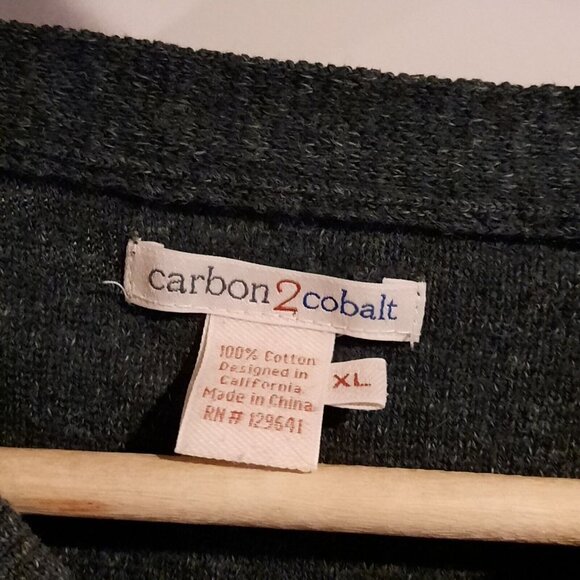 carbon2cobalt
100% Cotton
Designed in
California
Made in China
RN# 129641
XL